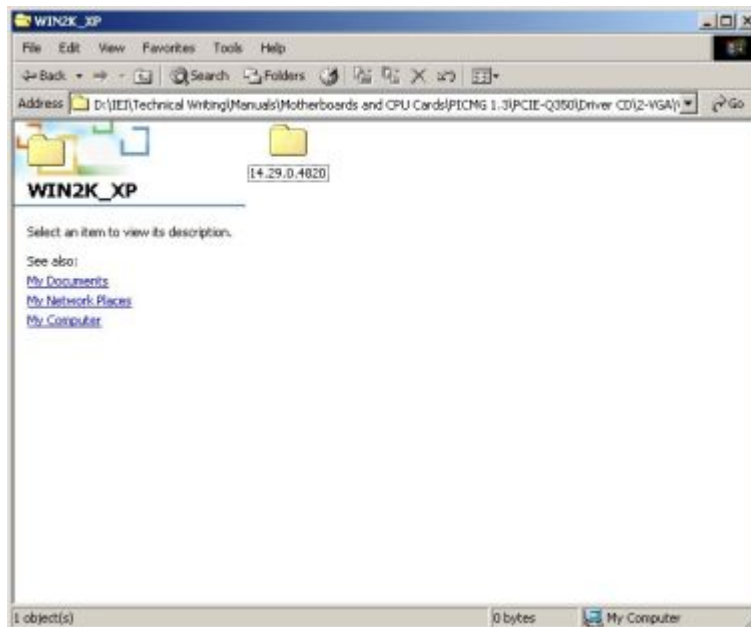 WIN2K_XP
File Edit View Favorites Tools Help
Back Search Folders
Address D:\IEI\Technical Writing\Manuals\Motherboards and CPU Cards\PICMG 1.3\PCIE-Q350\Driver CD\2-VGA\ Go
14.29.0.4820
WIN2K_XP
Select an item to view its description.
See also:
My Documents
My Network Places
My Computer
1 object(s) 0 bytes My Computer